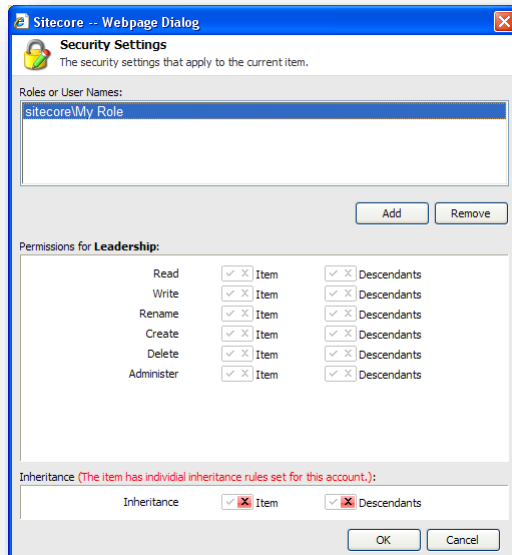 Sitecore -- Webpage Dialog
Security Settings
The security settings that apply to the current item.
Roles or User Names:
sitecore\My Role
Add Remove
Permissions for Leadership:
Read Item Descendants
Write Item Descendants
Rename Item Descendants
Create Item Descendants
Delete Item Descendants
Administer Item Descendants
Inheritance (The item has individial inheritance rules set for this account.):
Inheritance Item Descendants
OK Cancel